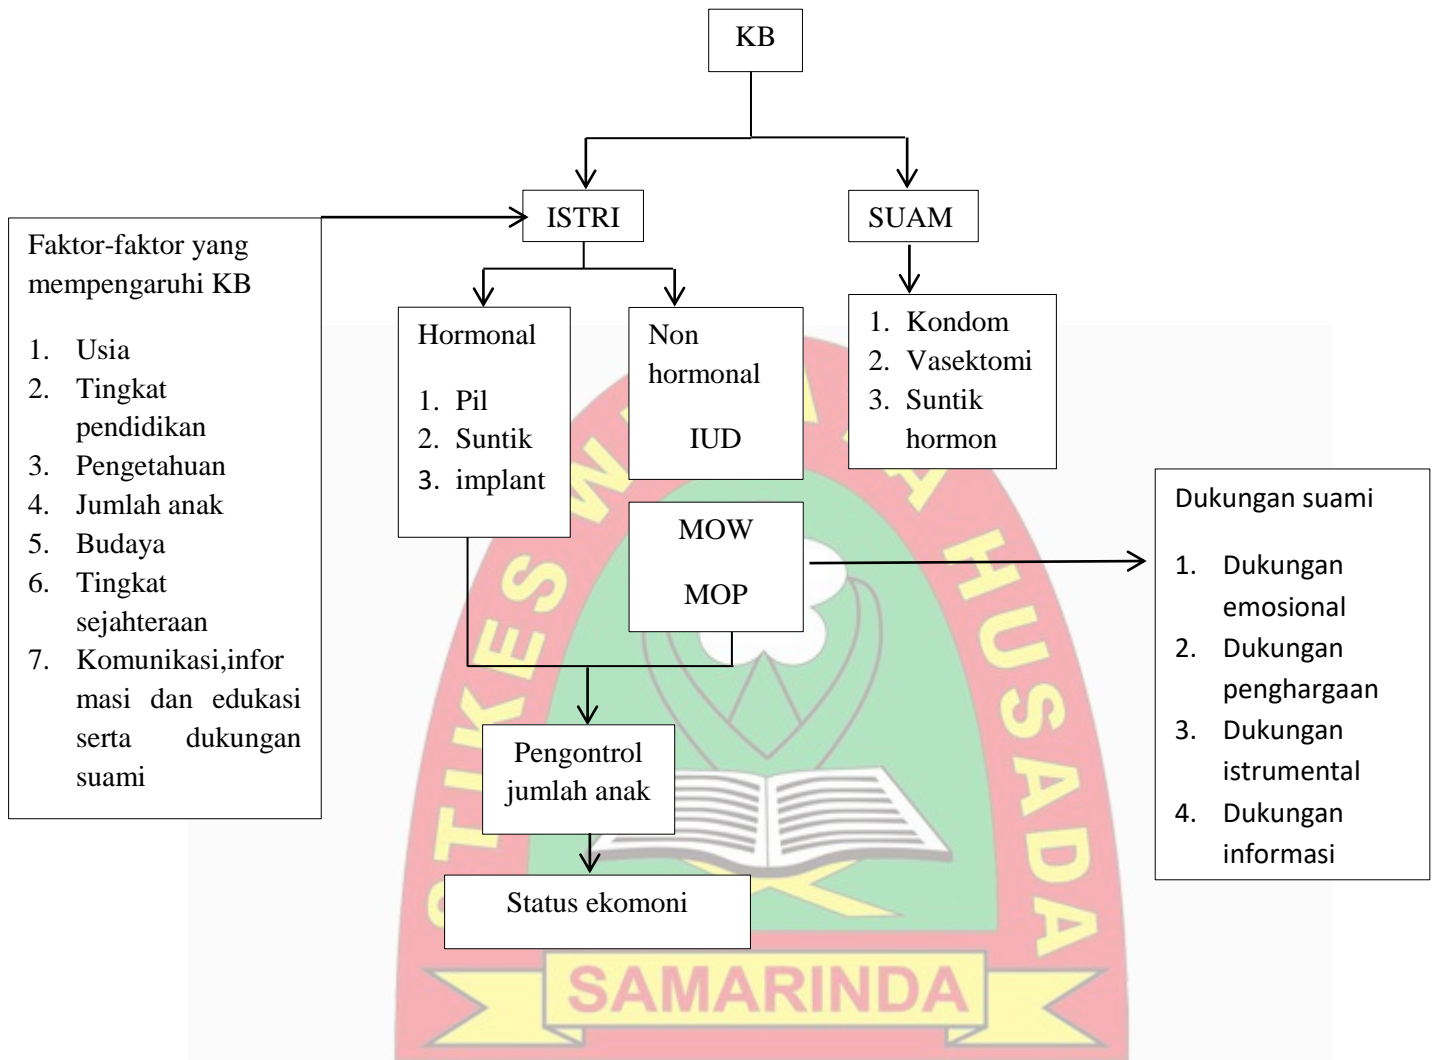 KB
ISTRI
SUAM
Faktor-faktor yang
mempengaruhi KB
1. Usia
2. Tingkat
pendidikan
3. Pengetahuan
4. Jumlah anak
5. Budaya
6. Tingkat
sejahteraan
7. Komunikasi,infor
masi dan edukasi
serta dukungan
suami
Hormonal
1. Pil
2. Suntik
3. implant
Non
hormonal
IUD
1. Kondom
2. Vasektomi
3. Suntik
hormon
MOW
MOP
Dukungan suami
1. Dukungan
emosional
2. Dukungan
penghargaan
3. Dukungan
istrumental
4. Dukungan
informasi
Pengontrol
jumlah anak
Status ekomoni
HUSADA
SAMARINDA